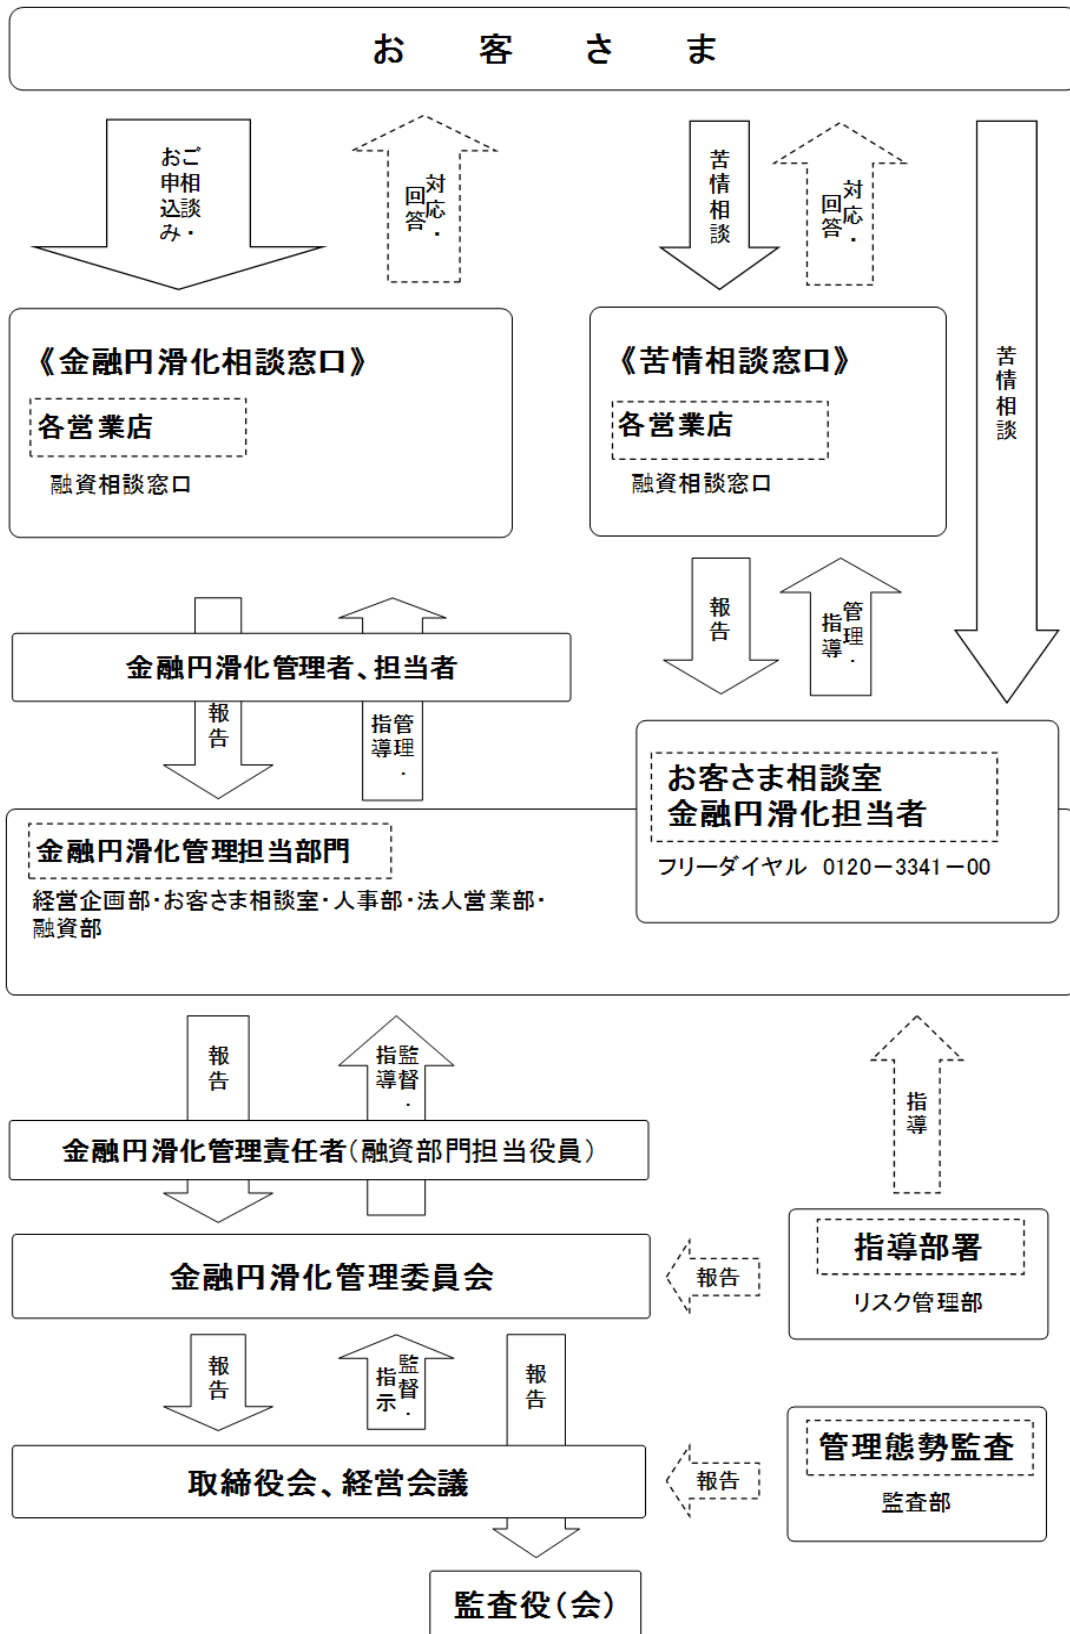 お客さま
ご相談・
お申込み
対応・
回答
苦情相談
対応・
回答
苦情相談
《金融円滑化相談窓口》
各営業店
融資相談窓口
《苦情相談窓口》
各営業店
融資相談窓口
報告
管理・
指導
金融円滑化管理者、担当者
報告
管理・
指導
お客さま相談室
金融円滑化担当者
フリーダイヤル 0120－3341－00
金融円滑化管理担当部門
経営企画部・お客さま相談室・人事部・法人営業部・
融資部
報告
監督・
指導
指導
金融円滑化管理責任者(融資部門担当役員)
金融円滑化管理委員会
報告
指導部署
リスク管理部
報告
監督・
指示
報告
取締役会、経営会議
報告
管理態勢監査
監査部
監査役(会)